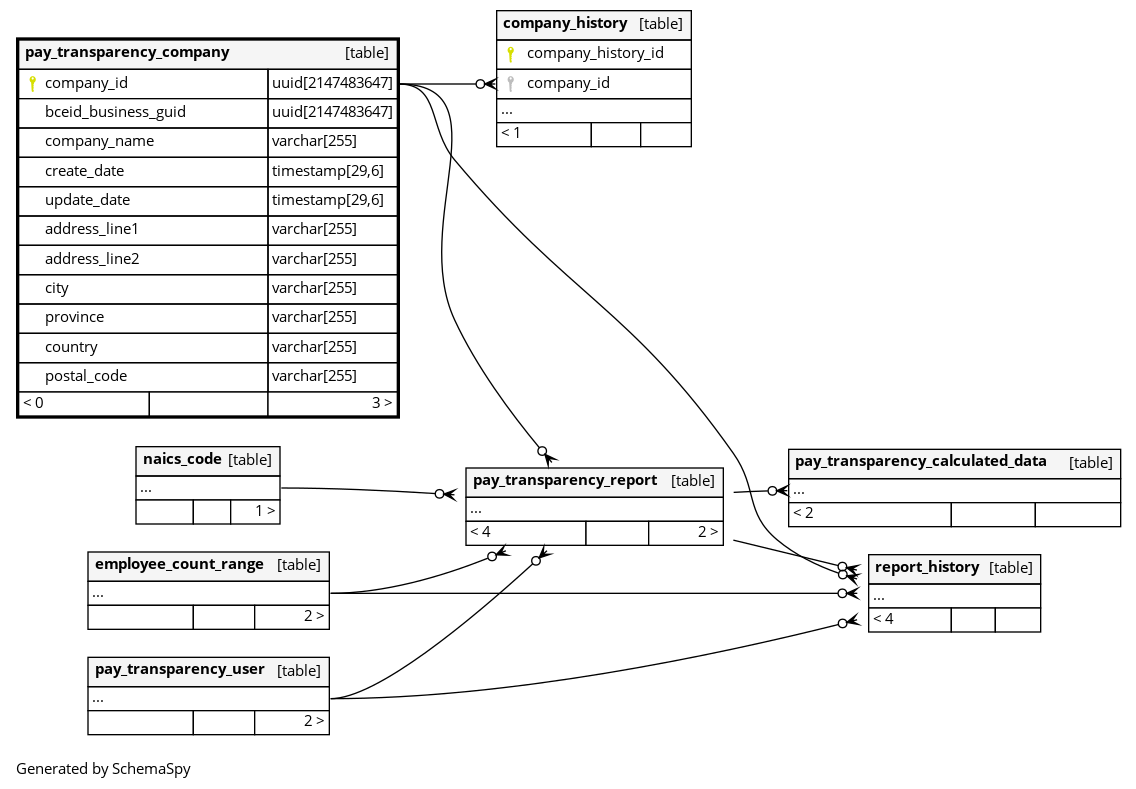 pay_transparency_company [table]
company_id uuid[2147483647]
bceid_business_guid uuid[2147483647]
company_name varchar[255]
create_date timestamp[29,6]
update_date timestamp[29,6]
address_line1 varchar[255]
address_line2 varchar[255]
city varchar[255]
province varchar[255]
country varchar[255]
postal_code varchar[255]
< 0 3 >
company_history [table]
company_history_id
company_id
...
< 1
naics_code [table]
...
1 >
pay_transparency_report [table]
...
< 4 2 >
pay_transparency_calculated_data [table]
...
< 2
employee_count_range [table]
...
2 >
report_history [table]
...
< 4
pay_transparency_user [table]
...
2 >
Generated by SchemaSpy